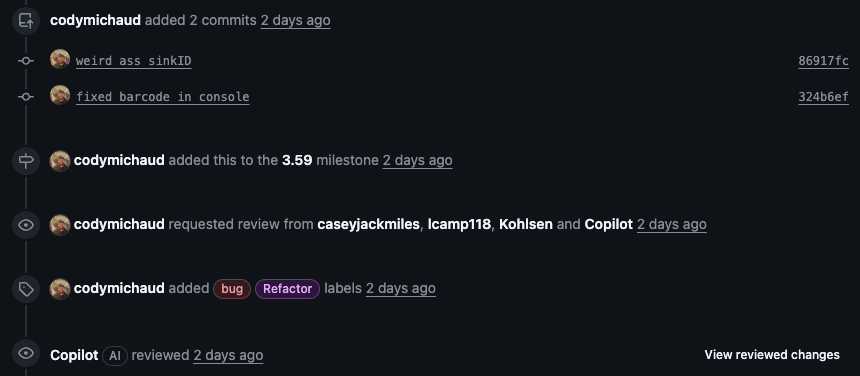 codymichaud added 2 commits 2 days ago
weird ass sinkID 86917fc
fixed barcode in console 324b6ef
codymichaud added this to the 3.59 milestone 2 days ago
codymichaud requested review from caseyjackmiles, lcamp118, Kohlsen and Copilot 2 days ago
codymichaud added bug Refactor labels 2 days ago
Copilot AI reviewed 2 days ago View reviewed changes